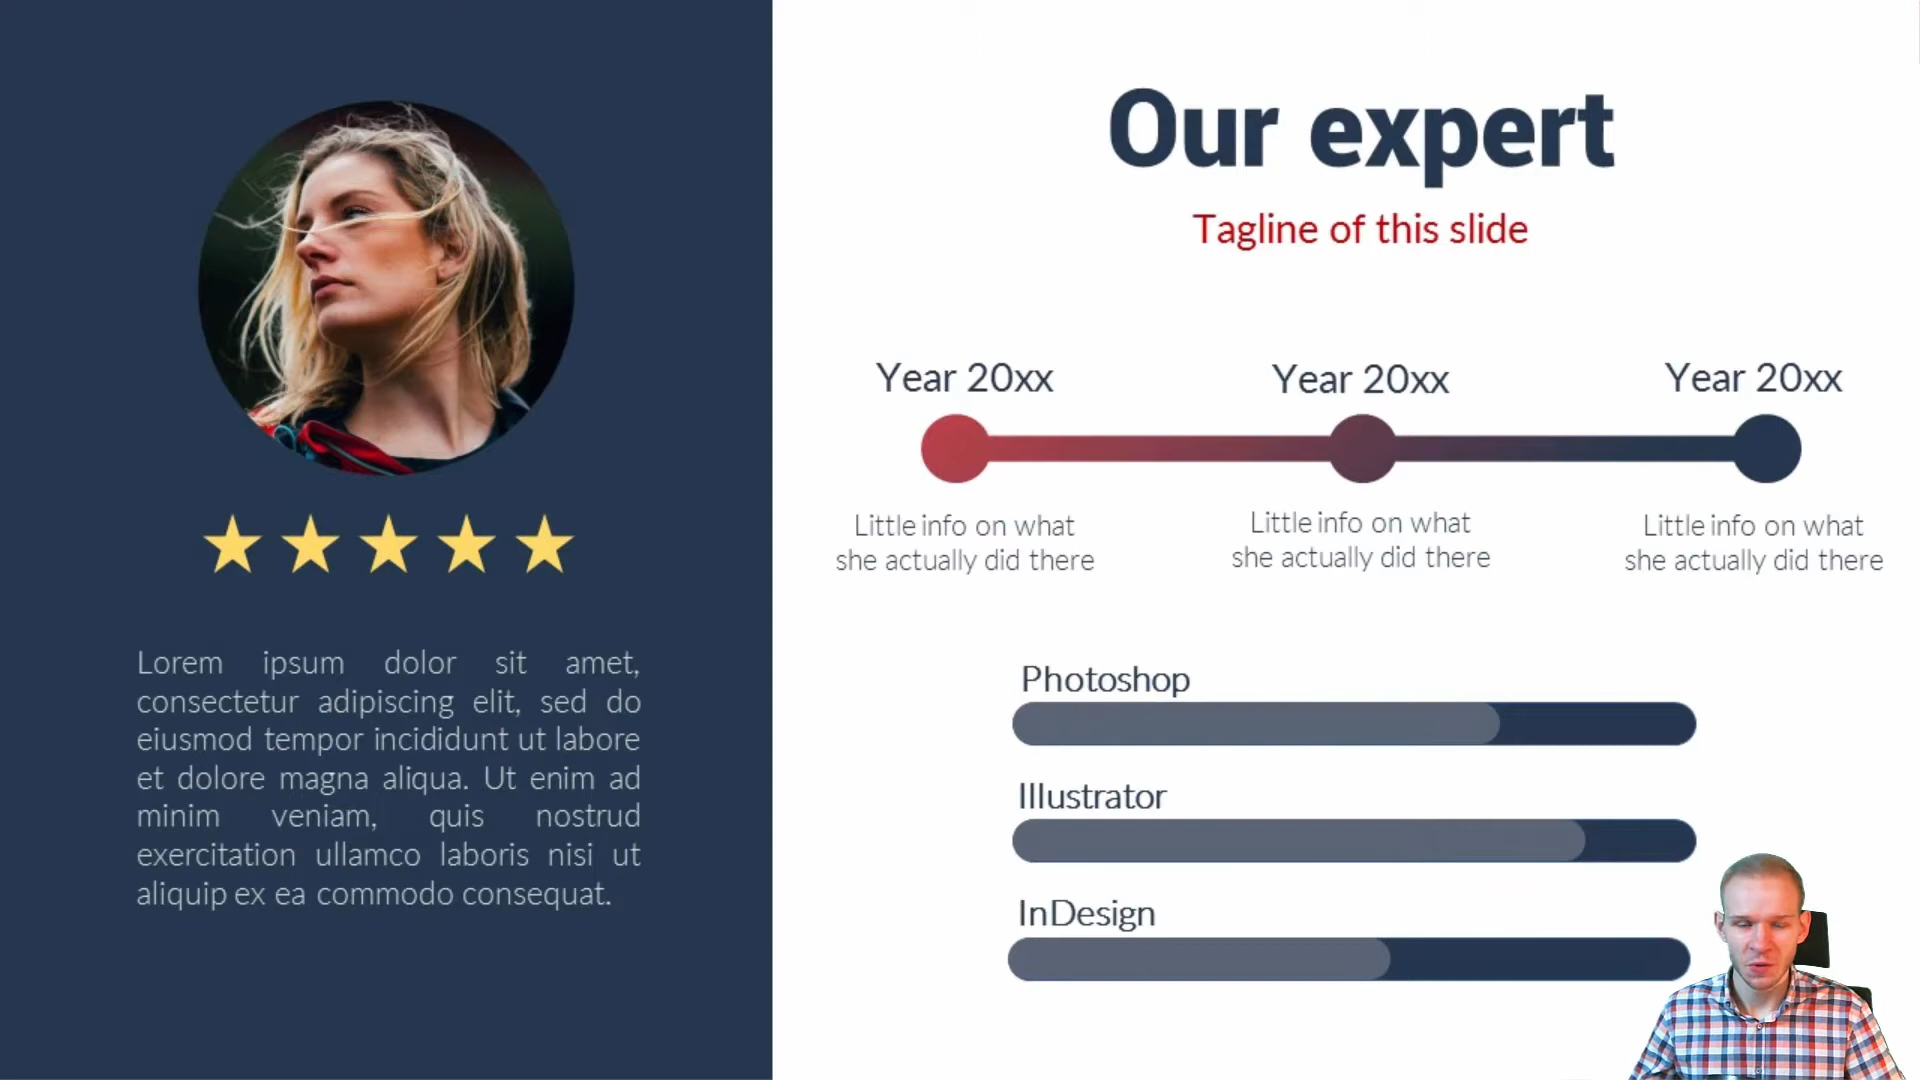 Our expert
Tagline of this slide
Year 20xx
Year 20xx
Year 20xx
Little info on what
she actually did there
Little info on what
she actually did there
Little info on what
she actually did there
Lorem ipsum dolor sit amet,
consectetur adipiscing elit, sed do
eiusmod tempor incididunt ut labore
et dolore magna aliqua. Ut enim ad
minim veniam, quis nostrud
exercitation ullamco laboris nisi ut
aliquip ex ea commodo consequat.
Photoshop
Illustrator
InDesign